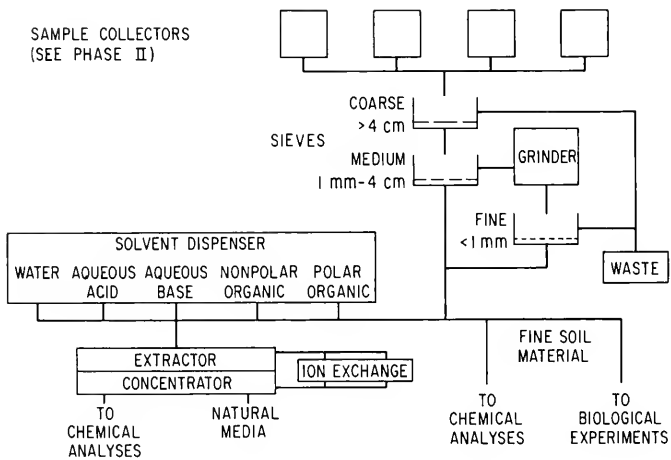 SAMPLE COLLECTORS
(SEE PHASE II)
COARSE
>4 cm
SIEVES
MEDIUM
1 mm-4 cm
GRINDER
FINE
<1mm
WASTE
SOLVENT DISPENSER
WATER
AQUEOUS
ACID
AQUEOUS
BASE
NONPOLAR
ORGANIC
POLAR
ORGANIC
EXTRACTOR
CONCENTRATOR
ION EXCHANGE
FINE SOIL
MATERIAL
TO
CHEMICAL
ANALYSES
NATURAL
MEDIA
TO
CHEMICAL
ANALYSES
TO
BIOLOGICAL
EXPERIMENTS